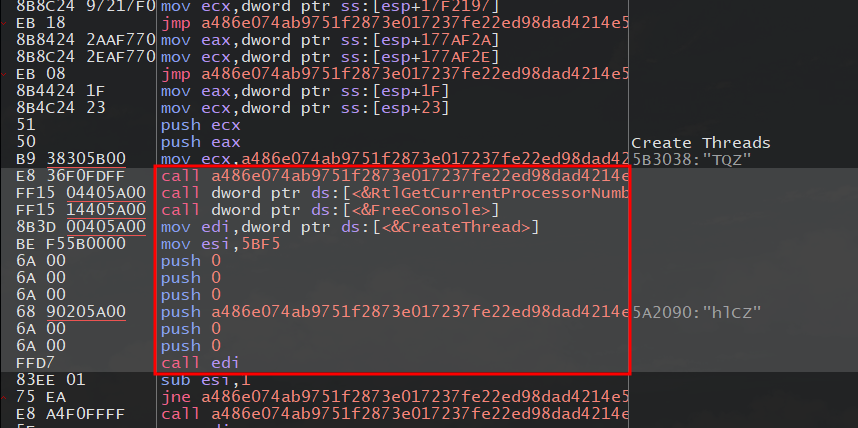 8B8C24 97217F0 mov ecx,dword ptr ss:[esp+17F2197]
EB 18 jmp a486e074ab9751f2873e017237fe22ed98dad4214e5
8B8424 2AAF770 mov eax,dword ptr ss:[esp+177AF2A]
8B8C24 2EAF770 mov ecx,dword ptr ss:[esp+177AF2E]
EB 08 jmp a486e074ab9751f2873e017237fe22ed98dad4214e5
8B4424 1F mov eax,dword ptr ss:[esp+1F]
8B4C24 23 mov ecx,dword ptr ss:[esp+23]
51 push ecx
50 push eax Create Threads
B9 38305B00 mov ecx,a486e074ab9751f2873e017237fe22ed98dad42 5B3038:"TQZ"
E8 36F0FDFF call a486e074ab9751f2873e017237fe22ed98dad4214e
FF15 04405A00 call dword ptr ds:[<&RtlGetCurrentProcessorNumb
FF15 14405A00 call dword ptr ds:[<&FreeConsole>]
8B3D 00405A00 mov edi,dword ptr ds:[<&CreateThread>]
BE F55B0000 mov esi,5BF5
6A 00 push 0
6A 00 push 0
6A 00 push 0
68 90205A00 push a486e074ab9751f2873e017237fe22ed98dad4214e 5A2090:"hlCZ"
6A 00 push 0
6A 00 push 0
FFD7 call edi
83EE 01 sub esi,1
75 EA jne a486e074ab9751f2873e017237fe22ed98dad4214e5
E8 A4F0FFFF call a486e074ab9751f2873e017237fe22ed98dad4214e